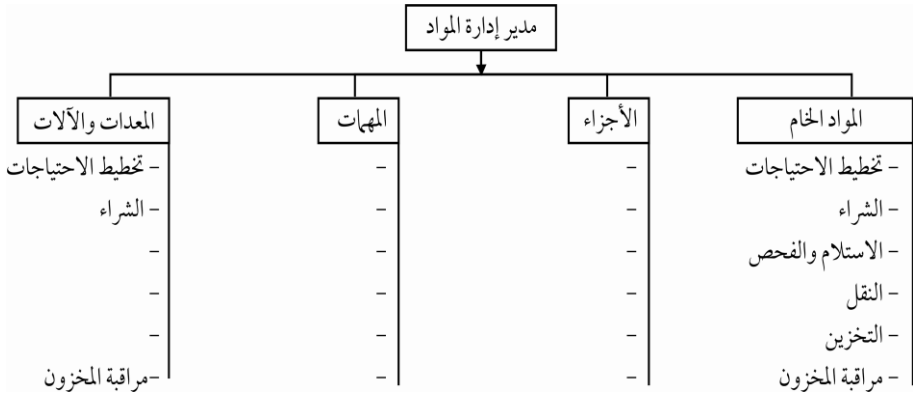 مدير إدارة المواد
المواد الخام
- تخطيط الاحتياجات
- الشراء
- الاستلام والفحص
- النقل
- التخزين
- مراقبة المخزون
الأجزاء
-
-
-
-
-
-
المهمات
-
-
-
-
-
-
المعدات والآلات
- تخطيط الاحتياجات
- الشراء
-
-
-
-مراقبة المخزون